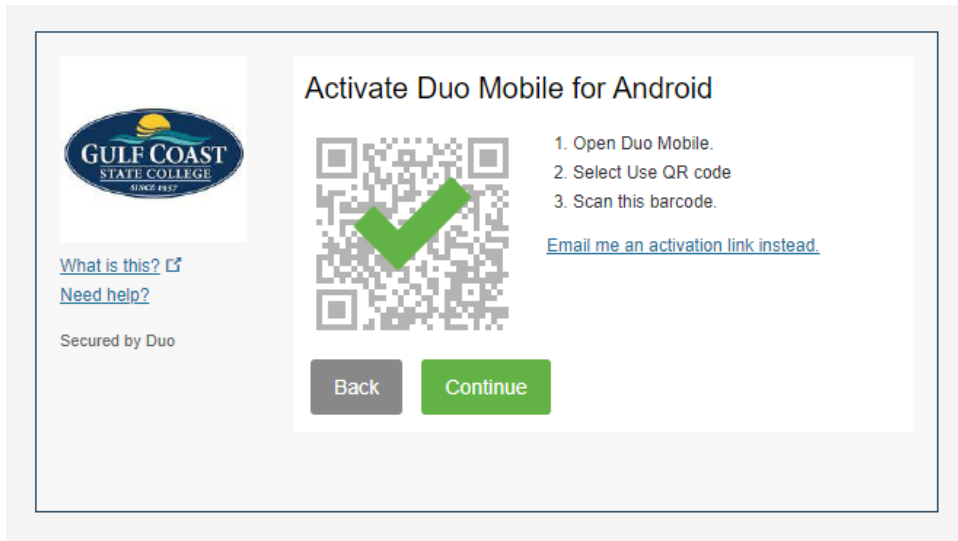 GULF COAST
STATE COLLEGE
SINCE 1957
What is this?
Need help?
Secured by Duo
Activate Duo Mobile for Android
1. Open Duo Mobile.
2. Select Use QR code
3. Scan this barcode.
Email me an activation link instead.
Back
Continue